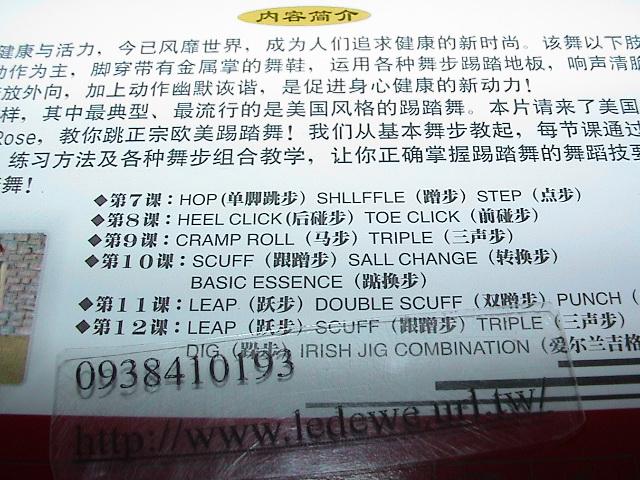 内容简介
健康与活力，今已风靡世界，成为人们追求健康的新时尚。该舞以下肢
动作为主，脚穿带有金属掌的舞鞋，运用各种舞步踢踏地板，响声清脆
放外向，加上动作幽默诙谐，是促进身心健康的新动力！
样，其中最典型、最流行的是美国风格的踢踏舞。本片请来了美国
Rose，教你跳正宗欧美踢踏舞！我们从基本舞步教起，每节课通过
，练习方法及各种舞步组合教学，让你正确掌握踢踏舞的舞蹈技要
舞！
◆第7课：HOP(单脚跳步）SHLLFFLE（蹭步）STEP（点步）
◆第8课：HEEL CLICK(后碰步）TOE CLICK（前碰步）
◆第9课：CRAMP ROLL（马步）TRIPLE（三声步）
◆第10课：SCUFF（跟蹭步）SALL CHANGE（转换步）
BASIC ESSENCE（踮换步）
◆第11课：LEAP（跃步）DOUBLE SCUFF（双蹭步）PUNCH（
◆第12课：LEAP（跃步）SCUFF（跟蹭步）TRIPLE（三声步）
DIG IRISH JIG COMBINATION（爱尔兰吉格
0938410193
http://www.ledewe.url.tw/